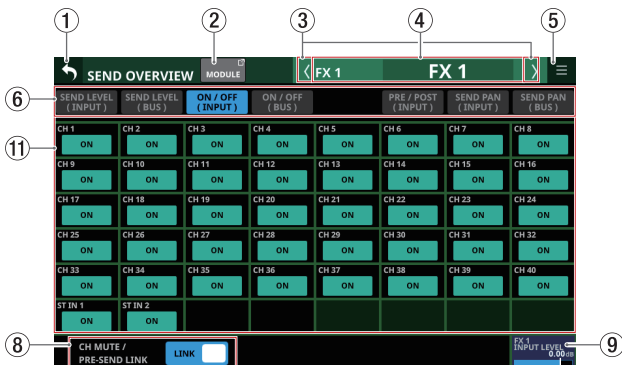 1 2 3 4 5
SEND OVERVIEW MODULE FX 1 FX 1
6
SEND LEVEL (INPUT)
SEND LEVEL (BUS)
ON / OFF (INPUT)
ON / OFF (BUS)
PRE / POST (INPUT)
SEND PAN (INPUT)
SEND PAN (BUS)
11
CH 1 CH 2 CH 3 CH 4 CH 5 CH 6 CH 7 CH 8
ON ON ON ON ON ON ON ON
CH 9 CH 10 CH 11 CH 12 CH 13 CH 14 CH 15 CH 16
ON ON ON ON ON ON ON ON
CH 17 CH 18 CH 19 CH 20 CH 21 CH 22 CH 23 CH 24
ON ON ON ON ON ON ON ON
CH 25 CH 26 CH 27 CH 28 CH 29 CH 30 CH 31 CH 32
ON ON ON ON ON ON ON ON
CH 33 CH 34 CH 35 CH 36 CH 37 CH 38 CH 39 CH 40
ON ON ON ON ON ON ON ON
ST IN 1 ST IN 2
ON ON
8
CH MUTE /
PRE-SEND LINK
LINK
FX 1
INPUT LEVEL
0.00dB
9